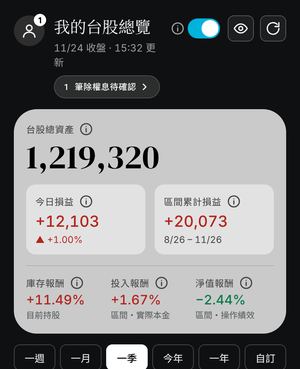 1
我的台股總覽
11/24 收盤 · 15:32 更新
1 筆除權息待確認 >
台股總資產
1,219,320
今日損益
+12,103
▲ +1.00%
區間累計損益
+20,073
8/26 – 11/26
庫存報酬
+11.49%
目前持股
投入報酬
+1.67%
區間・實際本金
淨值報酬
−2.44%
區間・操作績效
一週
一月
一季
今年
一年
自訂